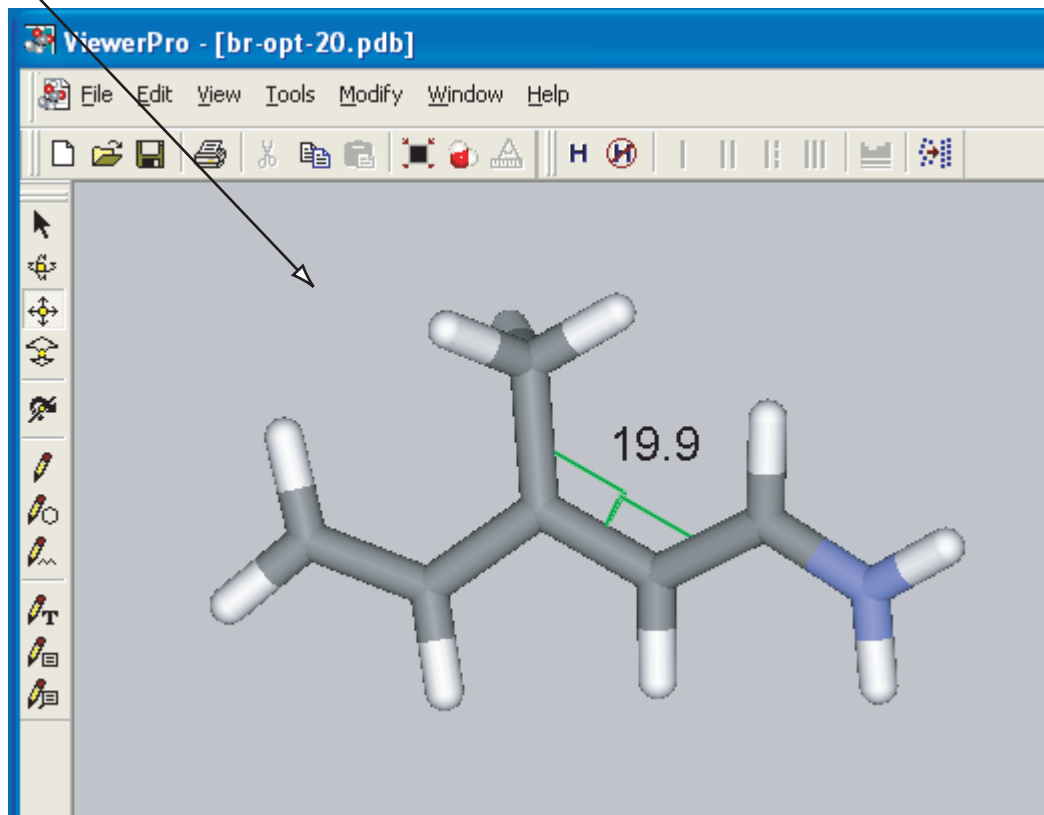 ViewerPro - [br-opt-20.pdb]
File Edit View Tools Modify Window Help
H H
T
19.9